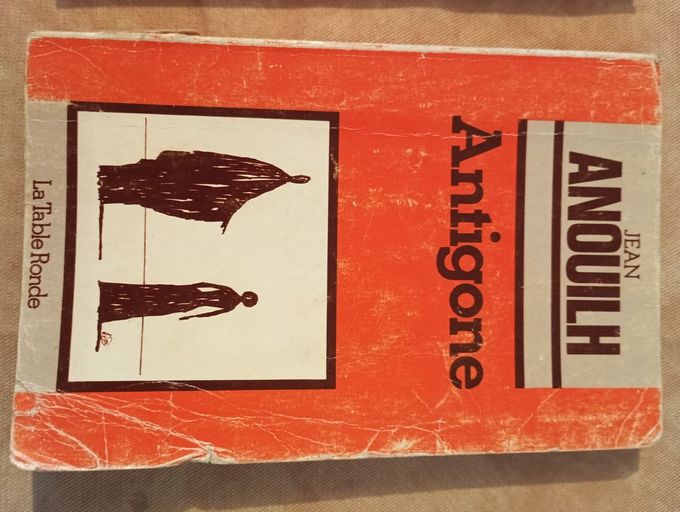 JEAN
ANOUILH
Antigone
La Table Ronde